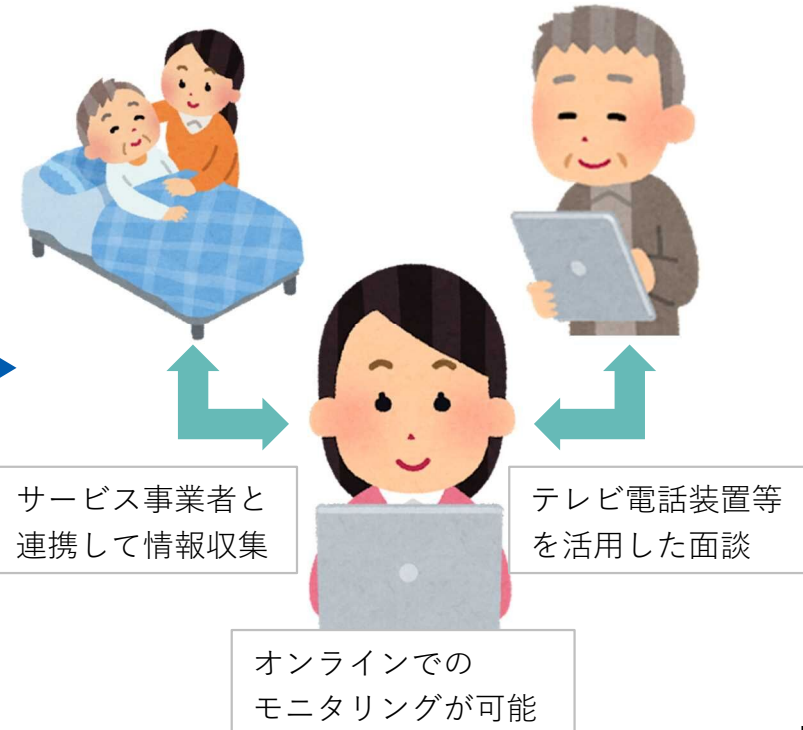 サービス事業者と
連携して情報収集
テレビ電話装置等
を活用した面談
オンラインでの
モニタリングが可能